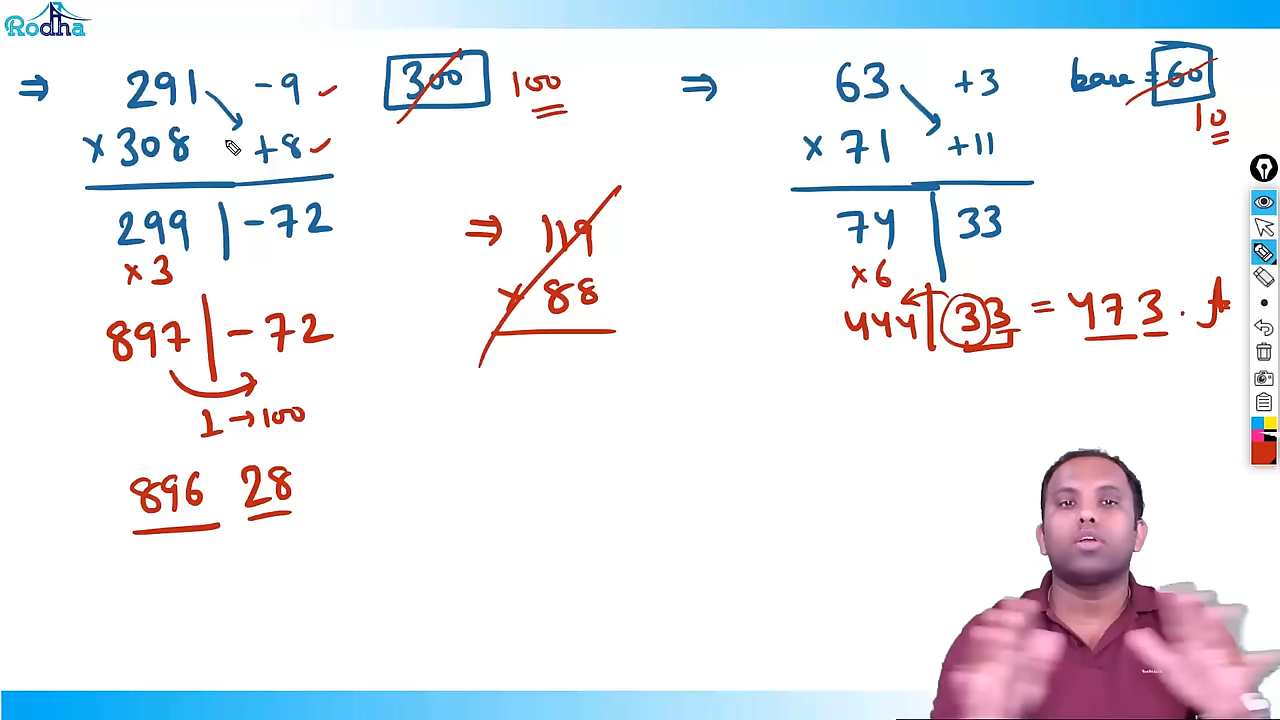 Rodha
⇒ 291 -9 ✓
× 308 +8 ✓
299 | -72
×3
897 | -72
1 → 100
896 28
300 100
⇒ 119
× 88
⇒ 63 +3
× 71 +11
74 | 33
×6
444 | 33 = 473.
base = 60
10